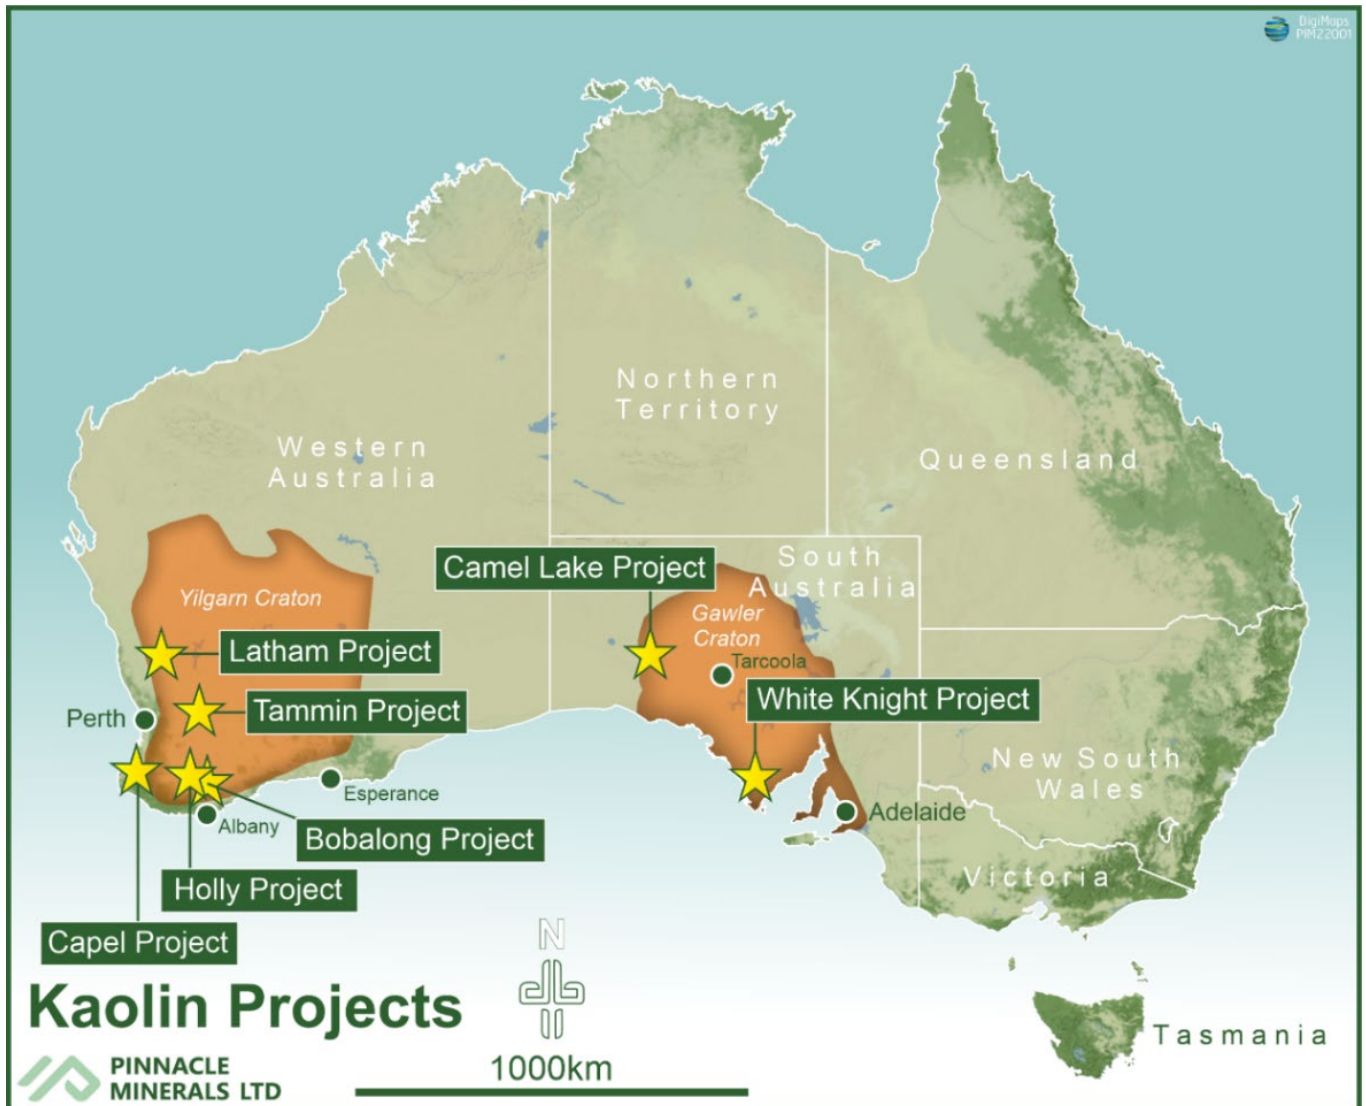 DigiMaps
PIM22001
Northern
Territory
Western
Australia
Queensland
Camel Lake Project
South
Australia
Yilgarn Craton
Gawler
Craton
Latham Project
Tarcoola
White Knight Project
Tammin Project
Perth
New South
Wales
Esperance
Adelaide
Albany
Bobalong Project
Victoria
Holly Project
Capel Project
N
Kaolin Projects
Tasmania
1000km
PINNACLE
MINERALS LTD